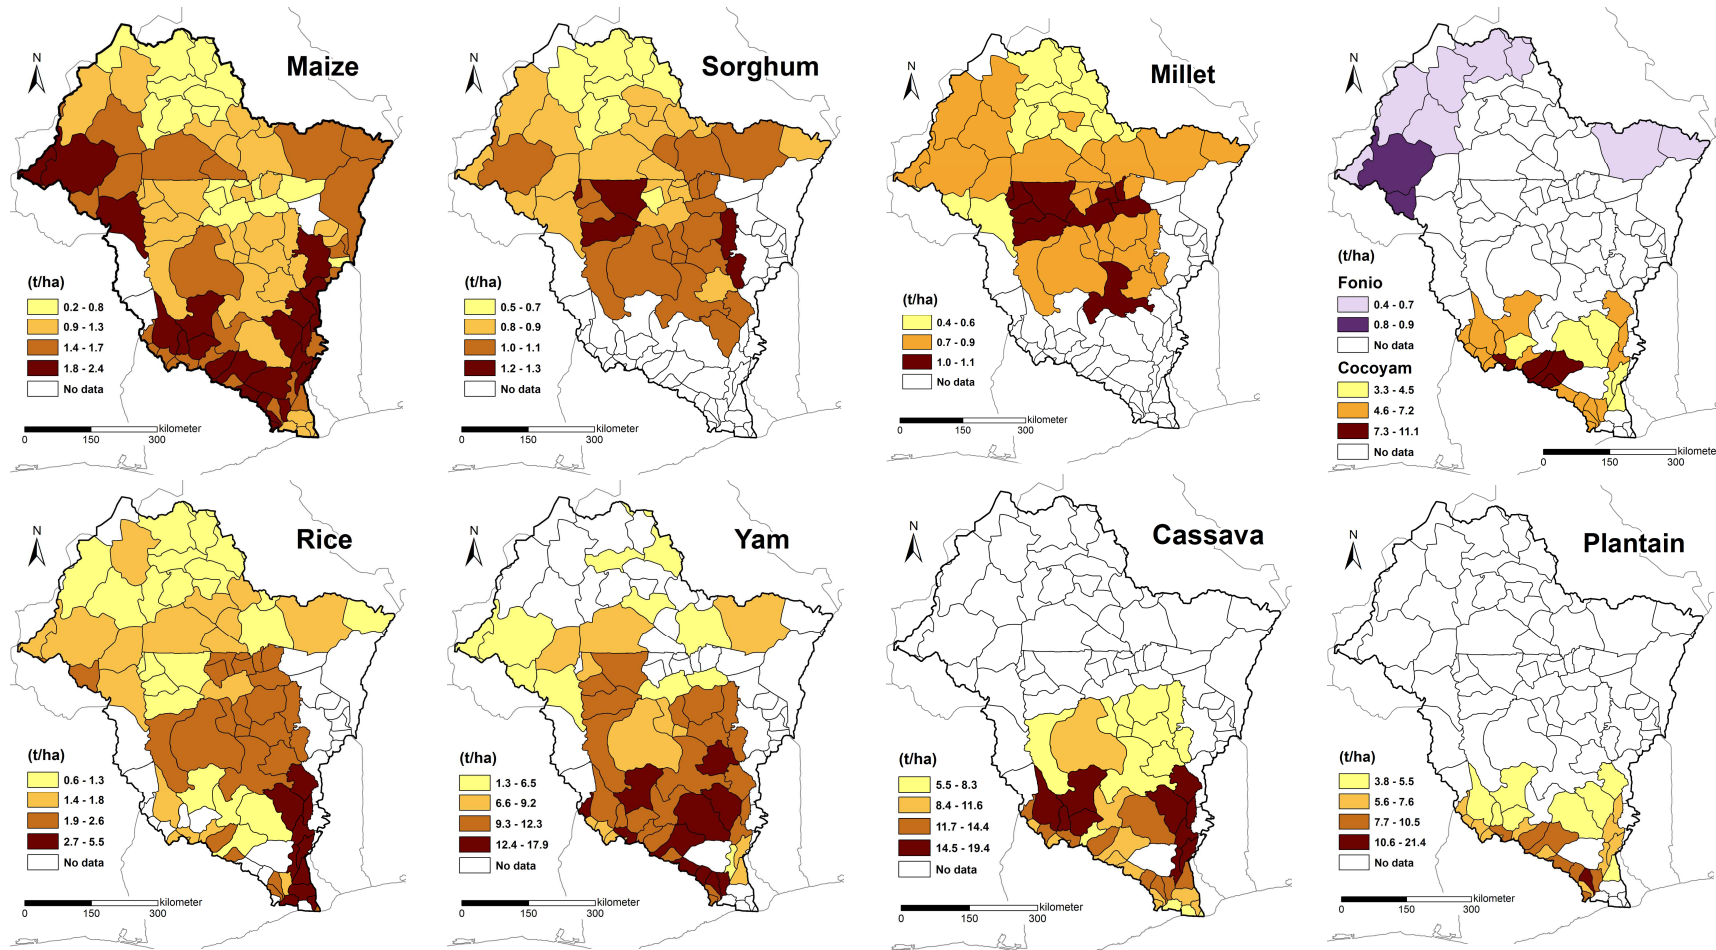 N
Maize
(t/ha)
0.2 - 0.8
0.9 - 1.3
1.4 - 1.7
1.8 - 2.4
No data
kilometer
0 150 300
N
Sorghum
(t/ha)
0.5 - 0.7
0.8 - 0.9
1.0 - 1.1
1.2 - 1.3
No data
kilometer
0 150 300
N
Millet
(t/ha)
0.4 - 0.6
0.7 - 0.9
1.0 - 1.1
No data
kilometer
0 150 300
N
(t/ha)
Fonio
0.4 - 0.7
0.8 - 0.9
No data
Cocoyam
3.3 - 4.5
4.6 - 7.2
7.3 - 11.1
No data
kilomete
0 150 300
N
Rice
(t/ha)
0.6 - 1.3
1.4 - 1.8
1.9 - 2.6
2.7 - 5.5
No data
kilometer
0 150 300
N
Yam
(t/ha)
1.3 - 6.5
6.6 - 9.2
9.3 - 12.3
12.4 - 17.9
No data
kilometer
0 150 300
N
Cassava
(t/ha)
5.5 - 8.3
8.4 - 11.6
11.7 - 14.4
14.5 - 19.4
No data
kilometer
0 150 300
N
Plantain
(t/ha)
3.8 - 5.5
5.6 - 7.6
7.7 - 10.5
10.6 - 21.4
No data
kilometer
0 150 300